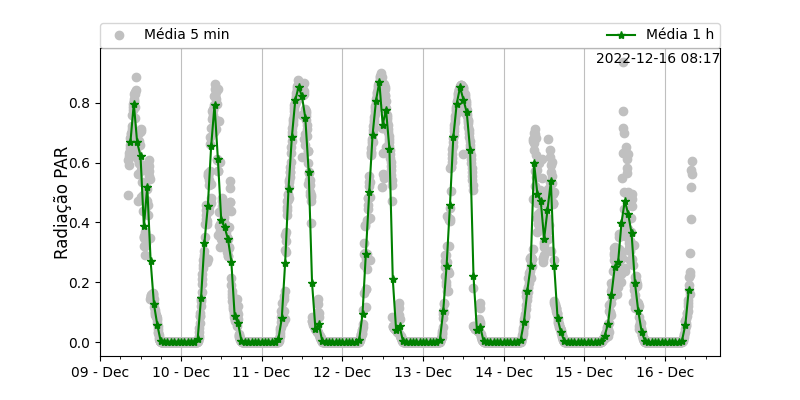 Média 5 min
Média 1 h
2022-12-16 08:17
Radiação PAR
0.8
0.6
0.4
0.2
0.0
09 - Dec
10 - Dec
11 - Dec
12 - Dec
13 - Dec
14 - Dec
15 - Dec
16 - Dec